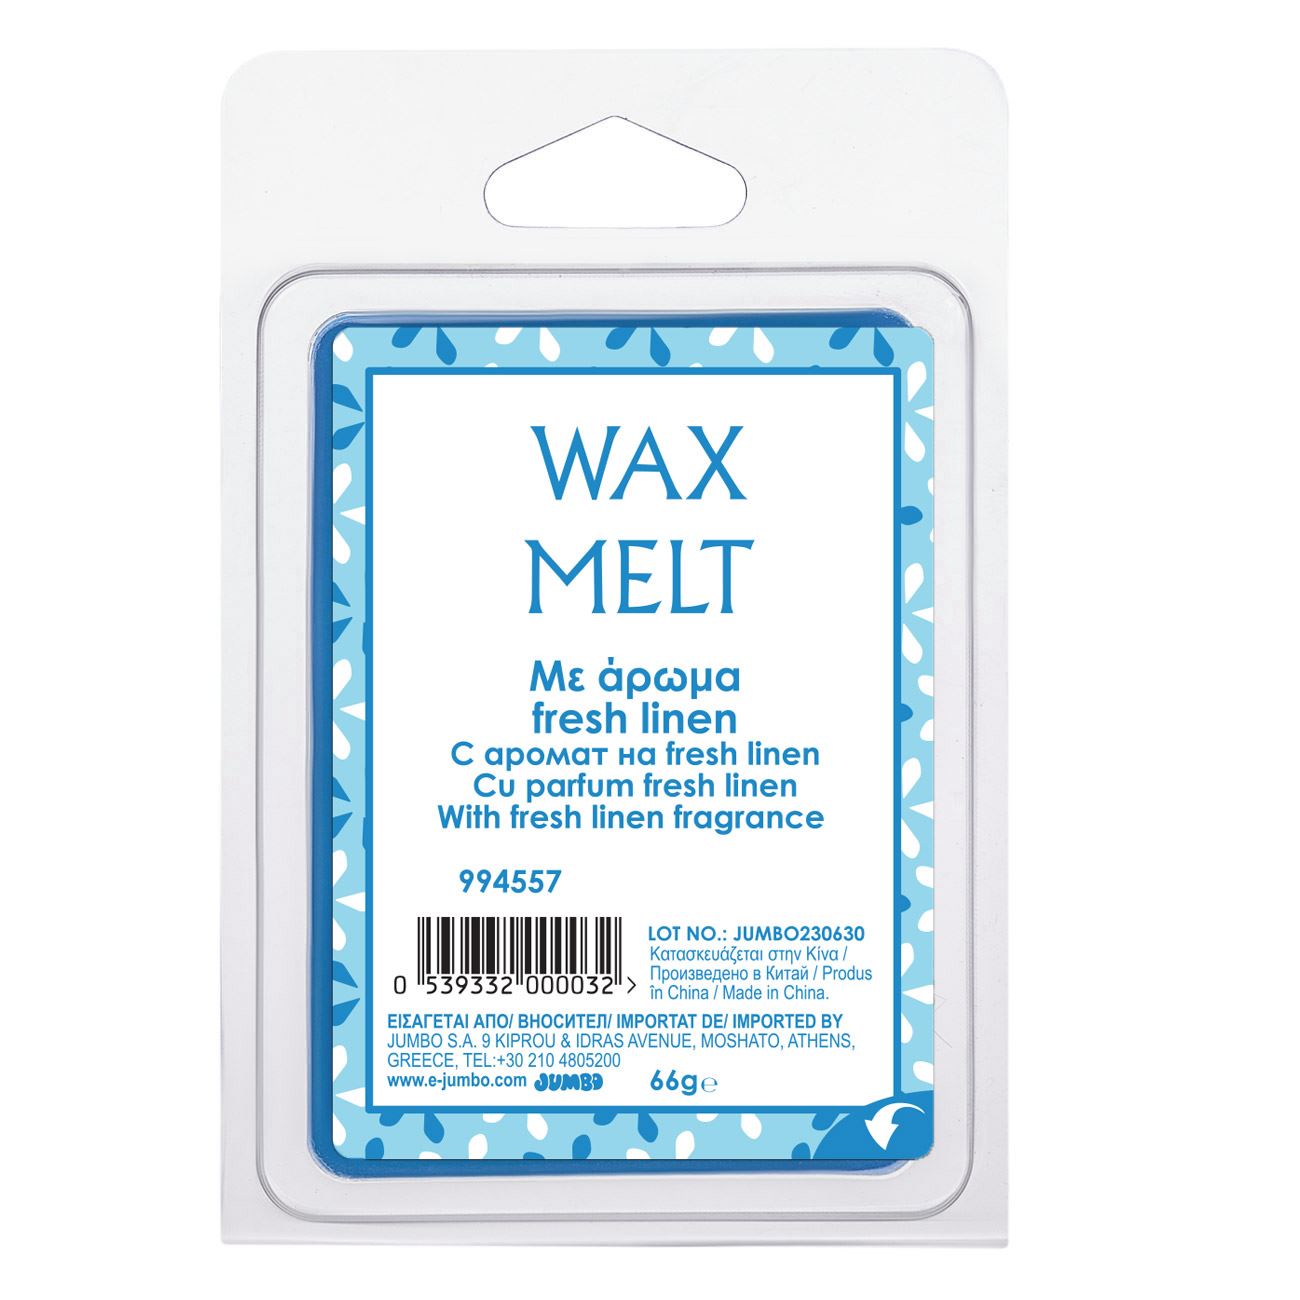 WAX
MELT
Με άρωμα
fresh linen
С аромат на fresh linen
Cu parfum fresh linen
With fresh linen fragrance
994557
0 539332 000032 >
LOT NO.: JUMBO230630
Κατασκευάζεται στην Κίνα /
Произведено в Китай / Produs
în China / Made in China.
ΕΙΣΑΓΕΤΑΙ ΑΠΟ/ ВНОСИТЕЛ/ IMPORTAT DE/ IMPORTED BY
JUMBO S.A. 9 KIPROU & IDRAS AVENUE, MOSHATO, ATHENS,
GREECE, TEL:+30 210 4805200
www.e-jumbo.com JUMBO 66g℮